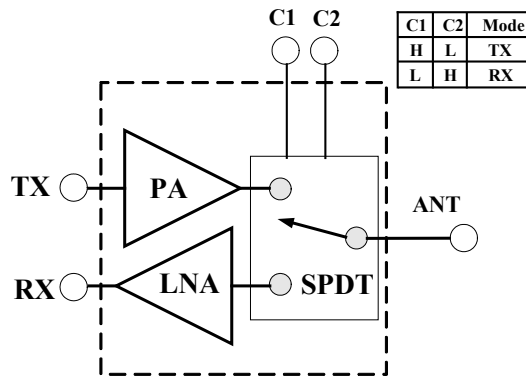 C1 C2
C1 C2 Mode
H L TX
L H RX
TX
PA
ANT
RX
LNA
SPDT